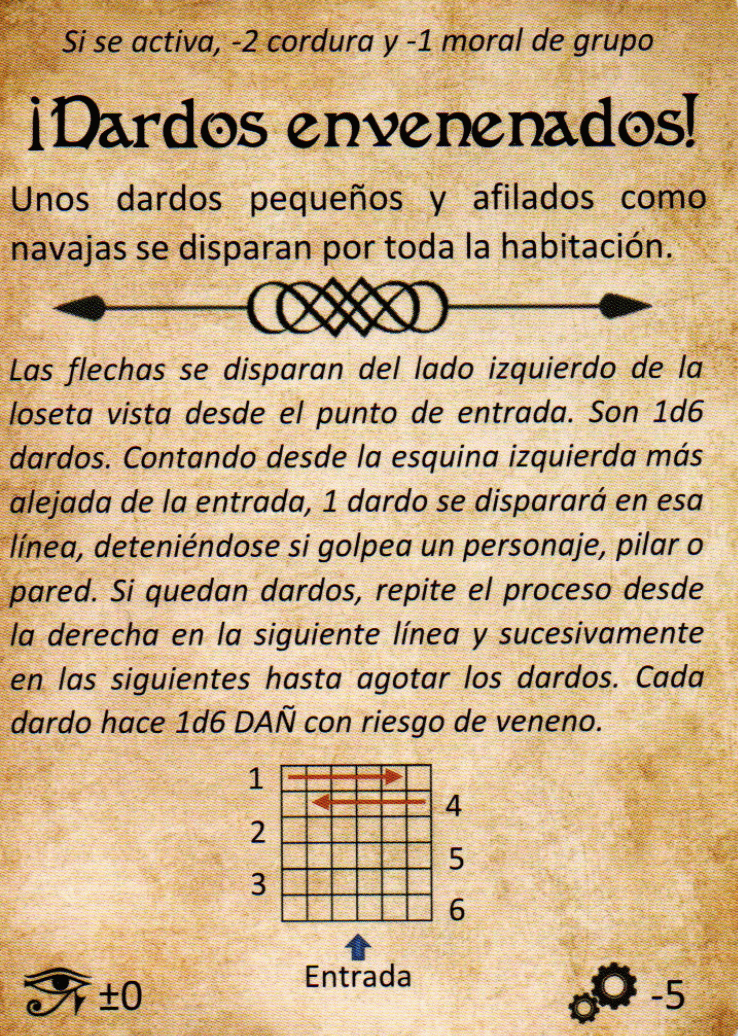 Si se activa, -2 cordura y -1 moral de grupo
¡Dardos envenenados!
Unos dardos pequeños y afilados como
navajas se disparan por toda la habitación.
Las flechas se disparan del lado izquierdo de la
loseta vista desde el punto de entrada. Son 1d6
dardos. Contando desde la esquina izquierda más
alejada de la entrada, 1 dardo se disparará en esa
línea, deteniéndose si golpea un personaje, pilar o
pared. Si quedan dardos, repite el proceso desde
la derecha en la siguiente línea y sucesivamente
en las siguientes hasta agotar los dardos. Cada
dardo hace 1d6 DAÑ con riesgo de veneno.
1
4
2
5
3
6
Entrada
±0
-5